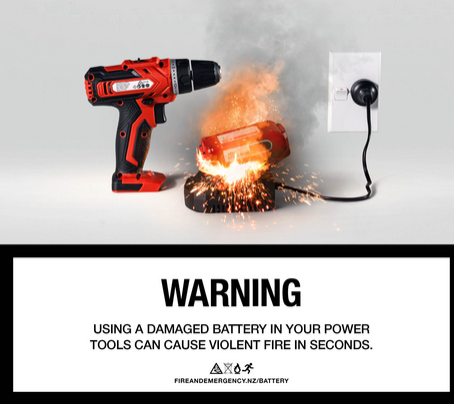 WARNING
USING A DAMAGED BATTERY IN YOUR POWER
TOOLS CAN CAUSE VIOLENT FIRE IN SECONDS.
FIREANDEMERGENCY.NZ/BATTERY